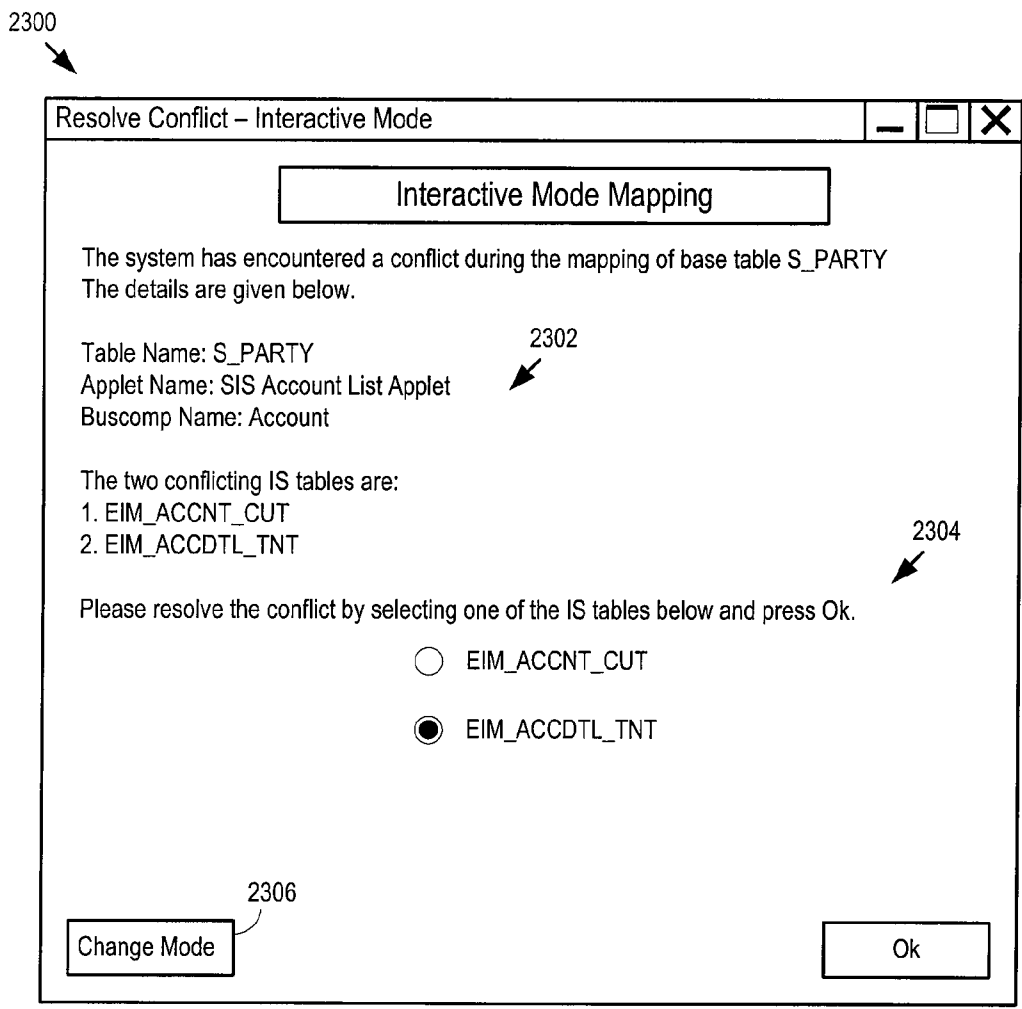 2300
Resolve Conflict – Interactive Mode
Interactive Mode Mapping
The system has encountered a conflict during the mapping of base table S_PARTY
The details are given below.
2302
Table Name: S_PARTY
Applet Name: SIS Account List Applet
Buscomp Name: Account
The two conflicting IS tables are:
1. EIM_ACCNT_CUT
2. EIM_ACCDTL_TNT
2304
Please resolve the conflict by selecting one of the IS tables below and press Ok.
EIM_ACCNT_CUT
EIM_ACCDTL_TNT
2306
Change Mode
Ok